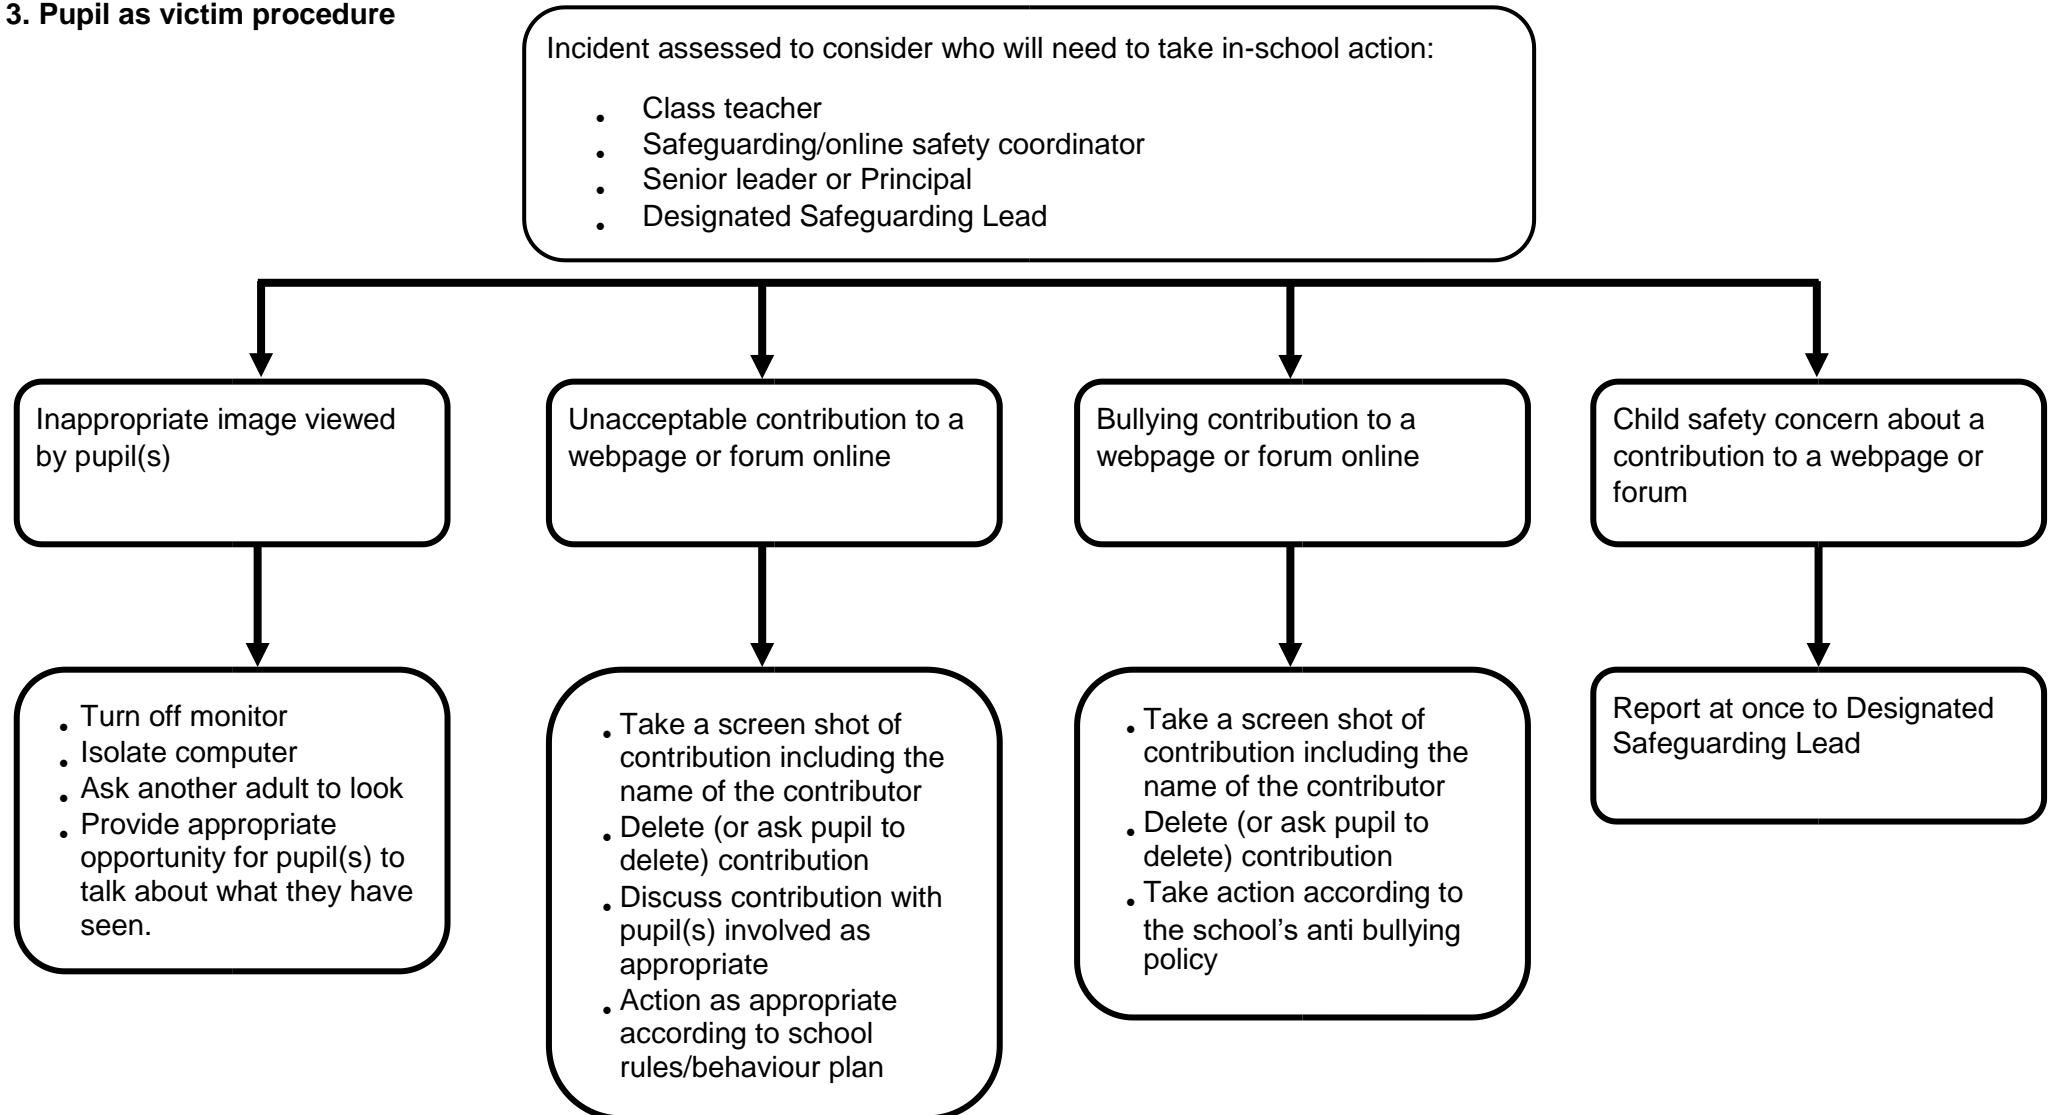 3. Pupil as victim procedure
Incident assessed to consider who will need to take in-school action:
• Class teacher
• Safeguarding/online safety coordinator
• Senior leader or Principal
• Designated Safeguarding Lead
Inappropriate image viewed
by pupil(s)
Unacceptable contribution to a
webpage or forum online
Bullying contribution to a
webpage or forum online
Child safety concern about a
contribution to a webpage or
forum
• Turn off monitor
• Isolate computer
• Ask another adult to look
• Provide appropriate
opportunity for pupil(s) to
talk about what they have
seen.
• Take a screen shot of
contribution including the
name of the contributor
• Delete (or ask pupil to
delete) contribution
• Discuss contribution with
pupil(s) involved as
appropriate
• Action as appropriate
according to school
rules/behaviour plan
• Take a screen shot of
contribution including the
name of the contributor
• Delete (or ask pupil to
delete) contribution
• Take action according to
the school’s anti bullying
policy
Report at once to Designated
Safeguarding Lead